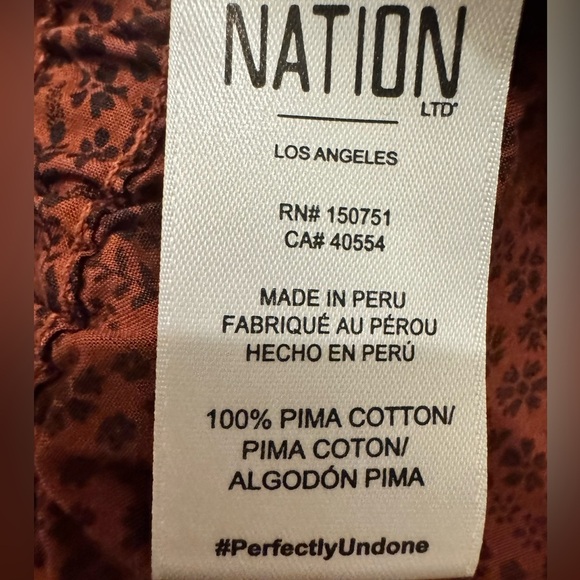 NATION
LTD®
LOS ANGELES
RN# 150751
CA# 40554
MADE IN PERU
FABRIQUÉ AU PÉROU
HECHO EN PERÚ
100% PIMA COTTON/
PIMA COTON/
ALGODÓN PIMA
#PerfectlyUndone